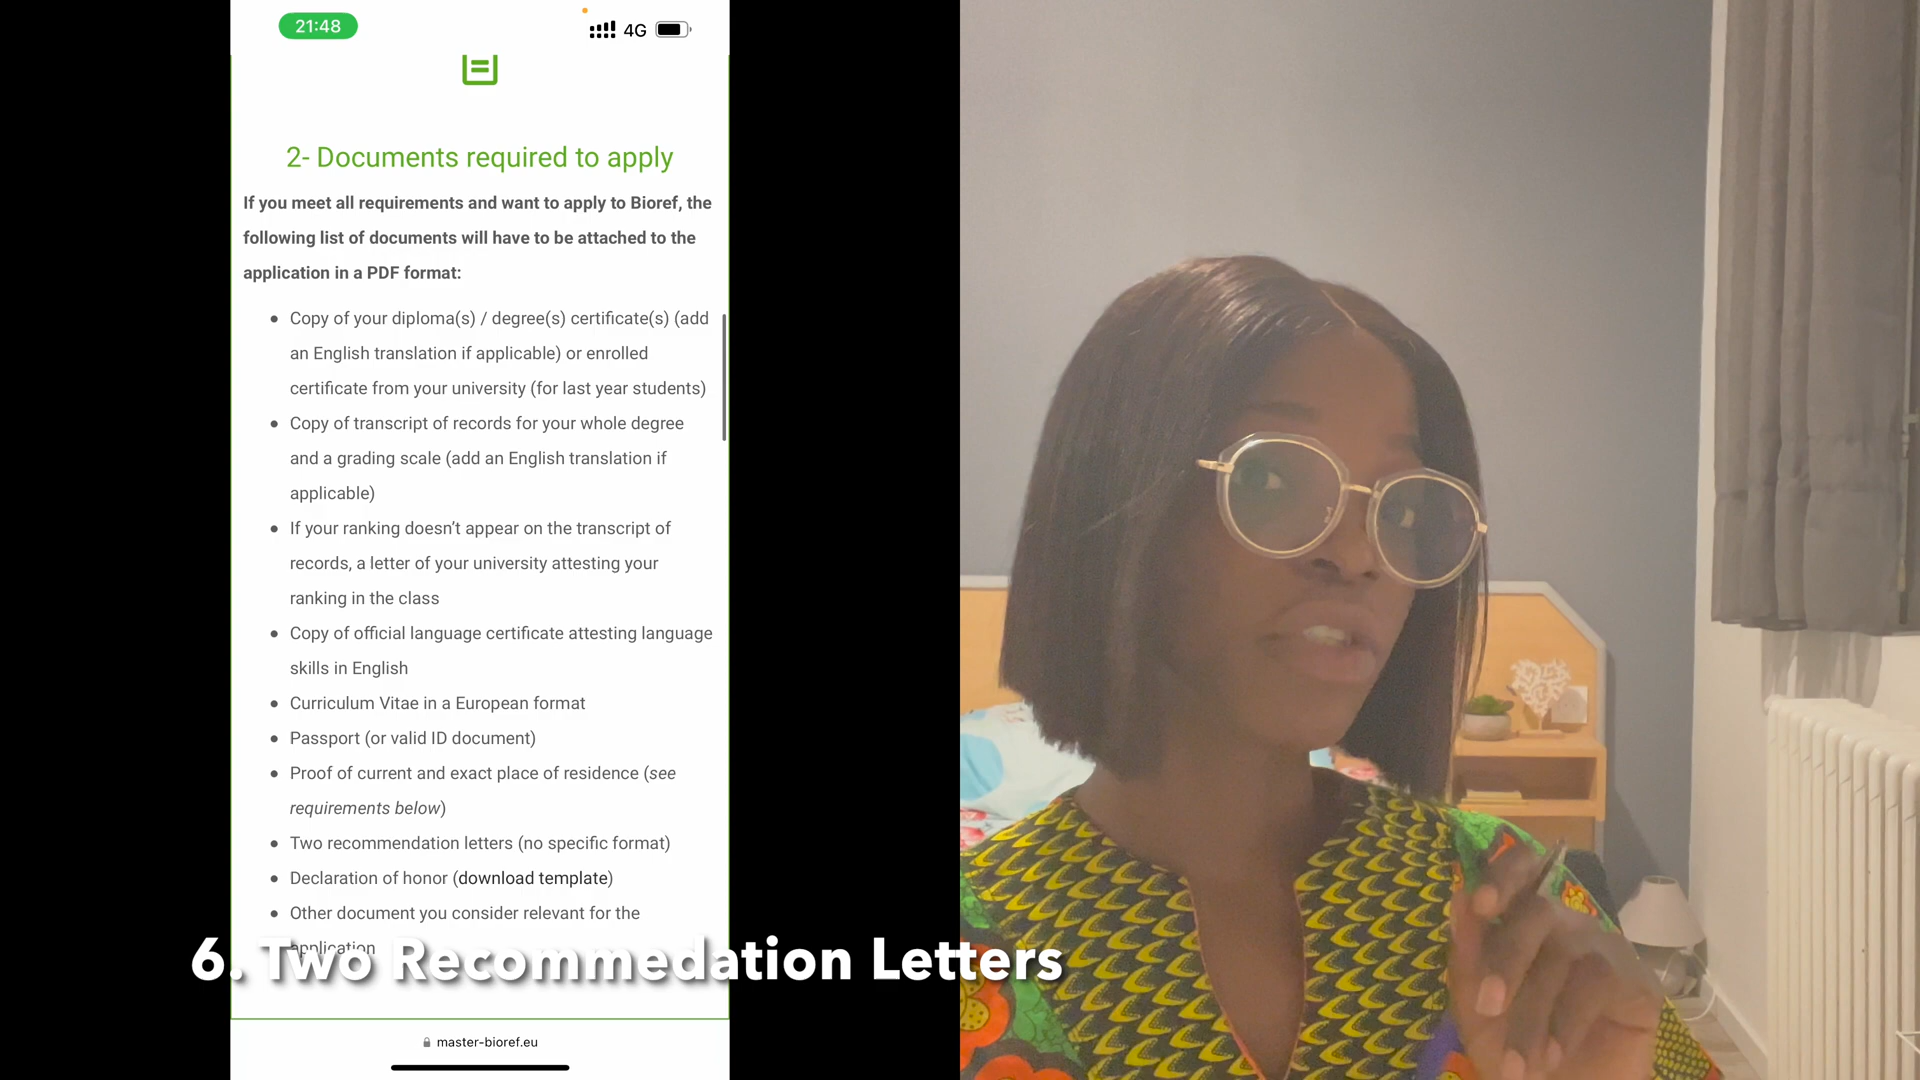 21:48
4G
2- Documents required to apply
If you meet all requirements and want to apply to Bioref, the
following list of documents will have to be attached to the
application in a PDF format:
• Copy of your diploma(s) / degree(s) certificate(s) (add
an English translation if applicable) or enrolled
certificate from your university (for last year students)
• Copy of transcript of records for your whole degree
and a grading scale (add an English translation if
applicable)
• If your ranking doesn’t appear on the transcript of
records, a letter of your university attesting your
ranking in the class
• Copy of official language certificate attesting language
skills in English
• Curriculum Vitae in a European format
• Passport (or valid ID document)
• Proof of current and exact place of residence (see
requirements below)
• Two recommendation letters (no specific format)
• Declaration of honor (download template)
• Other document you consider relevant for the
application
6. Two Recommedation Letters
master-bioref.eu